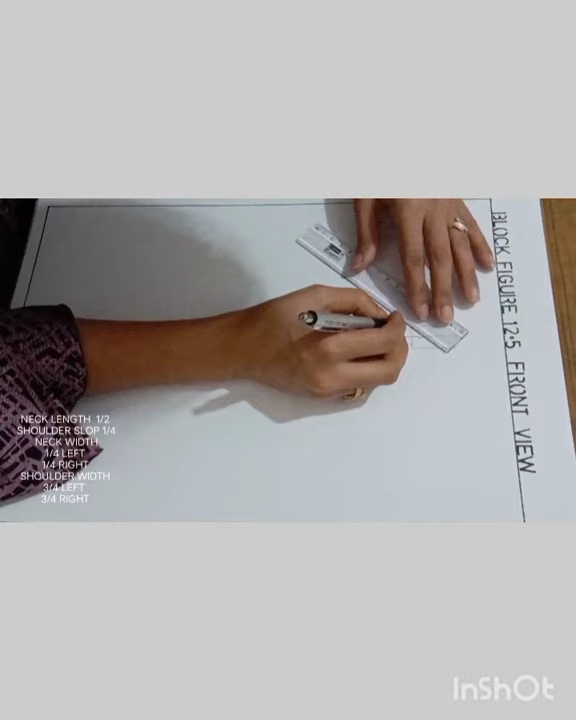 BLOCK FIGURE 12.5 FIRONT VIEW
NECK LENGTH 1/2
SHOULDER SLOP 1/4
NECK WIDTH
1/4 LEFT
1/4 RIGHT
SHOULDER WIDTH
3/4 LEFT
3/4 RIGHT
InShOt